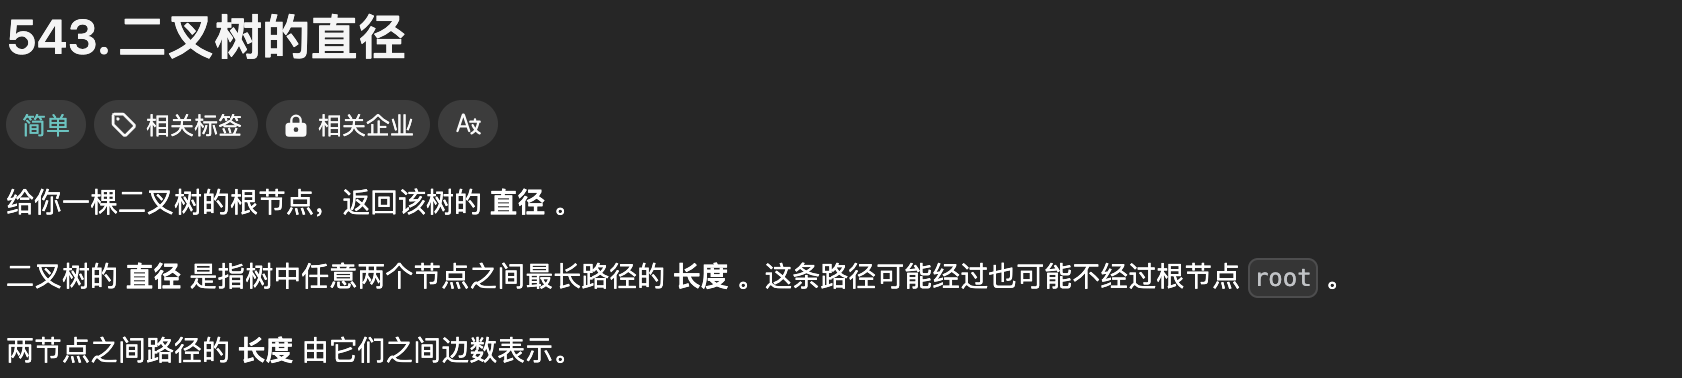 543. 二叉树的直径
简单 相关标签 相关企业 A文
给你一棵二叉树的根节点，返回该树的 直径 。
二叉树的 直径 是指树中任意两个节点之间最长路径的 长度 。这条路径可能经过也可能不经过根节点 root 。
两节点之间路径的 长度 由它们之间边数表示。